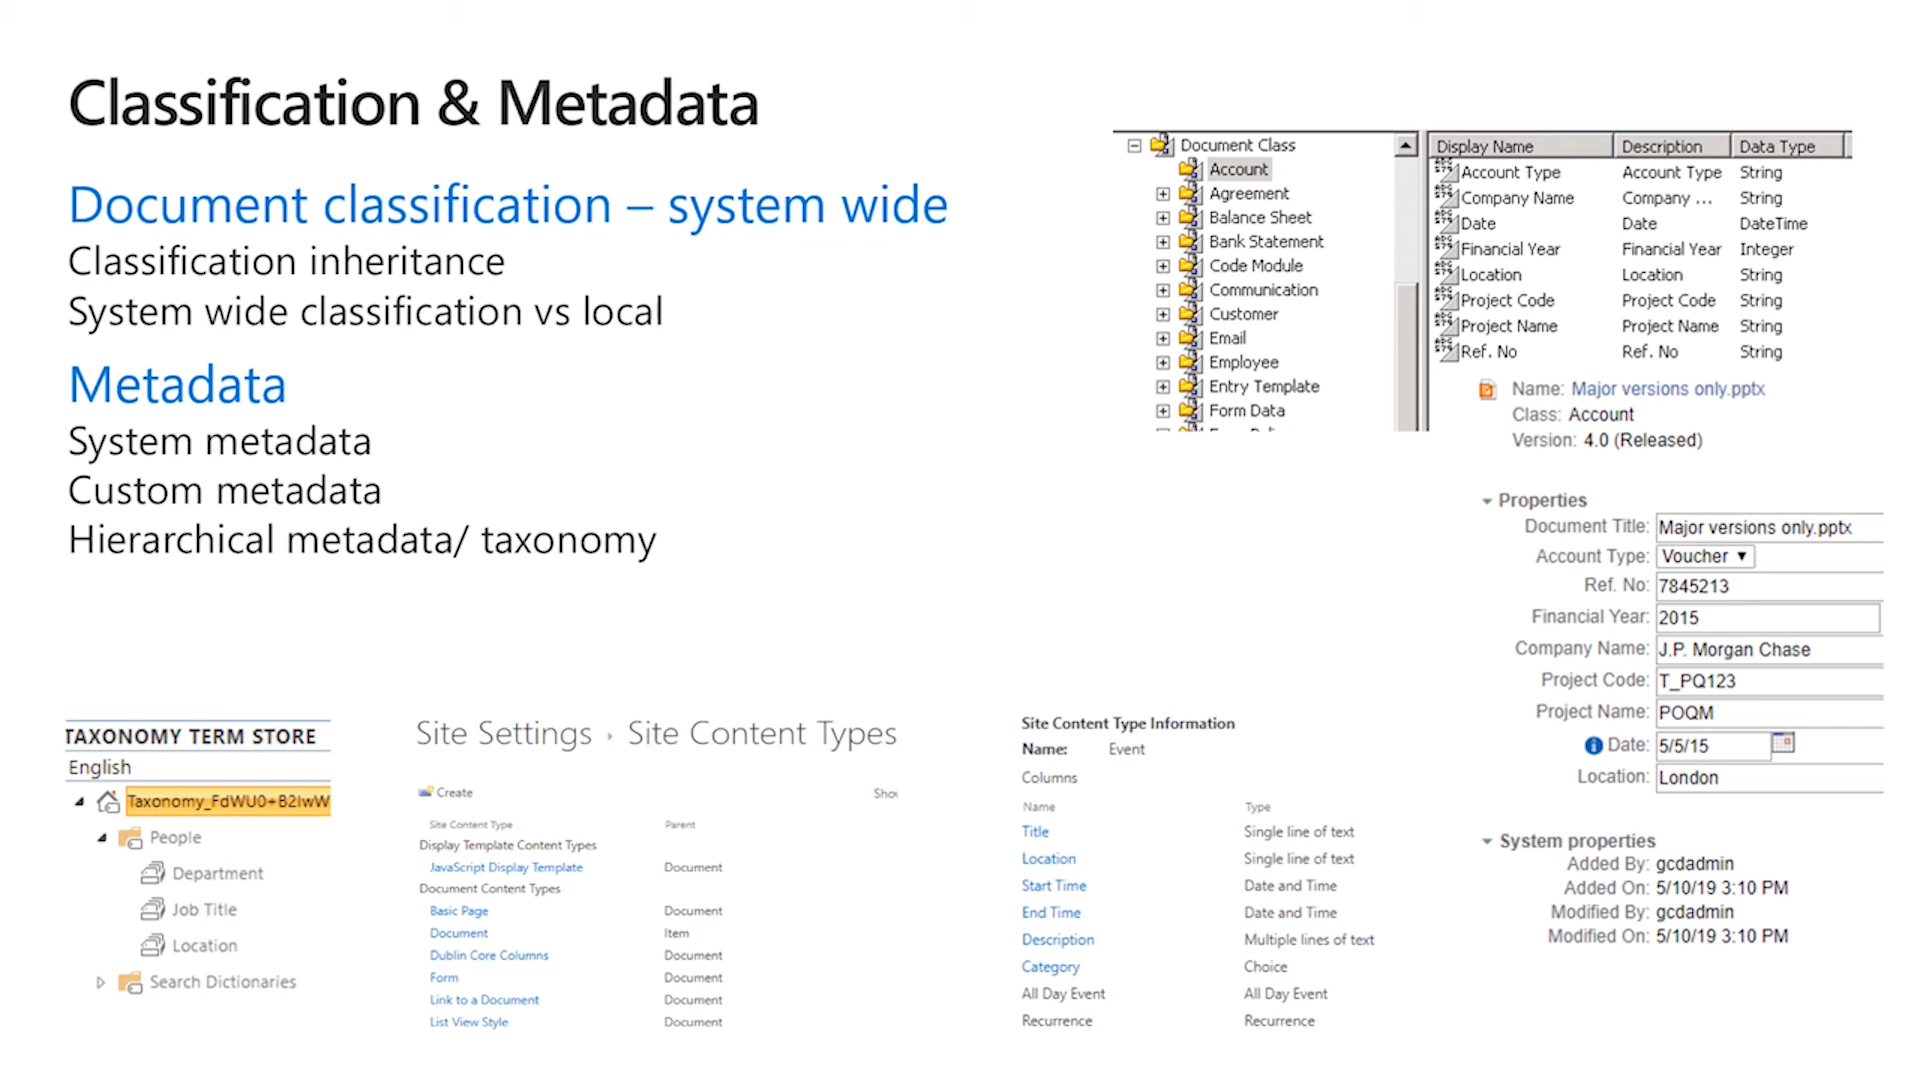 Classification & Metadata
Document classification – system wide
Classification inheritance
System wide classification vs local
Metadata
System metadata
Custom metadata
Hierarchical metadata/ taxonomy
Document Class
Account
Agreement
Balance Sheet
Bank Statement
Code Module
Communication
Customer
Email
Employee
Entry Template
Form Data
Display Name Description Data Type
Account Type Account Type String
Company Name Company ... String
Date Date DateTime
Financial Year Financial Year Integer
Location Location String
Project Code Project Code String
Project Name Project Name String
Ref. No Ref. No String
Name: Major versions only.pptx
Class: Account
Version: 4.0 (Released)
Properties
Document Title: Major versions only.pptx
Account Type: Voucher
Ref. No: 7845213
Financial Year: 2015
Company Name: J.P. Morgan Chase
Project Code: T_PQ123
Project Name: POQM
Date: 5/5/15
Location: London
System properties
Added By: gcdadmin
Added On: 5/10/19 3:10 PM
Modified By: gcdadmin
Modified On: 5/10/19 3:10 PM
TAXONOMY TERM STORE
English
Taxonomy_FdWU0+B2IwW
People
Department
Job Title
Location
Search Dictionaries
Site Settings › Site Content Types
Create
Site Content Type Parent
Display Template Content Types
JavaScript Display Template Document
Document Content Types
Basic Page Document
Document Item
Dublin Core Columns Document
Form Document
Link to a Document Document
List View Style Document
Site Content Type Information
Name: Event
Columns
Name Type
Title Single line of text
Location Single line of text
Start Time Date and Time
End Time Date and Time
Description Multiple lines of text
Category Choice
All Day Event All Day Event
Recurrence Recurrence